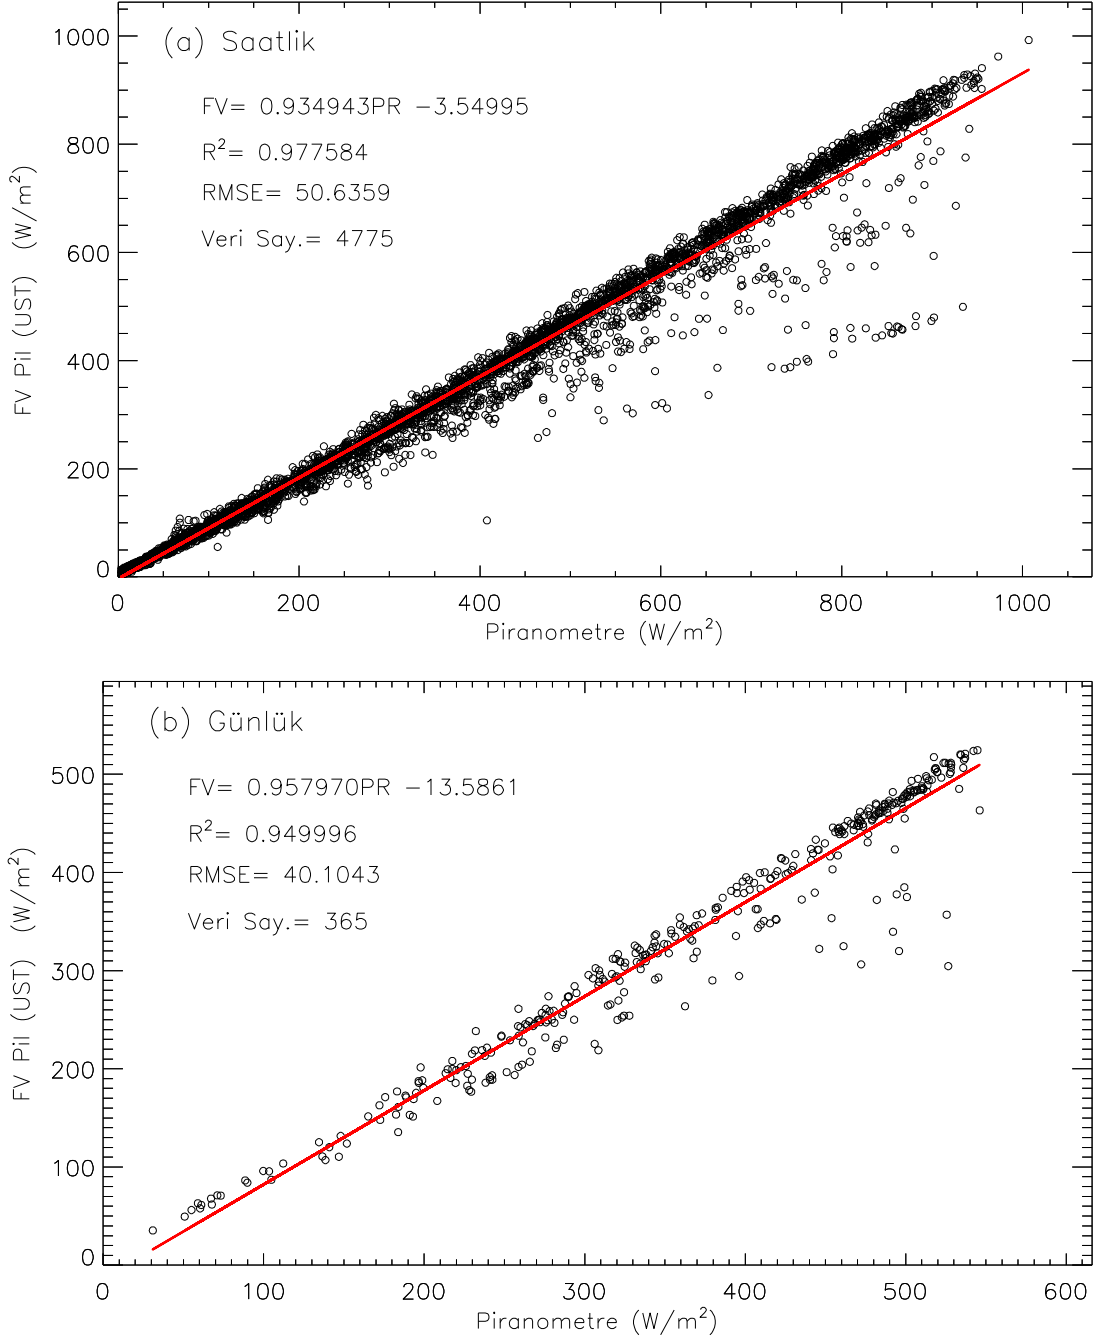 (a) Saatlik
FV= 0.934943PR −3.54995
R²= 0.977584
RMSE= 50.6359
Veri Say.= 4775
FV Pil (UST) (W/m²)
1000
800
600
400
200
0
0 200 400 600 800 1000
Piranometre (W/m²)
(b) Günlük
FV= 0.957970PR −13.5861
R²= 0.949996
RMSE= 40.1043
Veri Say.= 365
FV Pil (UST) (W/m²)
500
400
300
200
100
0
0 100 200 300 400 500 600
Piranometre (W/m²)